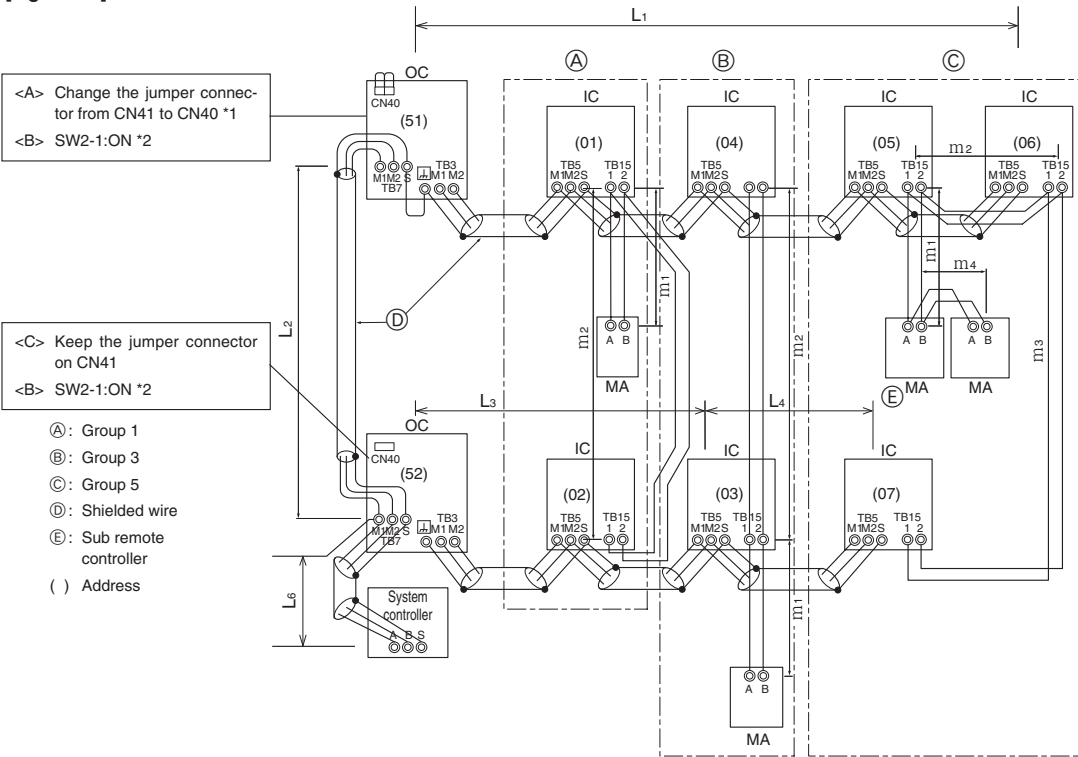 L1
<A> Change the jumper connec-
tor from CN41 to CN40 *1
<B> SW2-1:ON *2
OC
CN40
(51)
M1M2 S
TB7
TB3
M1 M2
Ⓐ
IC
(01)
TB5
M1M2S
TB15
1 2
Ⓑ
IC
(04)
TB5
M1M2S
Ⓒ
IC
(05)
TB5
M1M2S
TB15
1 2
IC
(06)
TB5
M1M2S
TB15
1 2
m2
L2
Ⓓ
m2
m1
A B
MA
m2
m1
m4
A B
MA
A B
MA
Ⓔ
m3
<C> Keep the jumper connector
on CN41
<B> SW2-1:ON *2
Ⓐ: Group 1
Ⓑ: Group 3
Ⓒ: Group 5
Ⓓ: Shielded wire
Ⓔ: Sub remote
controller
( ) Address
L3
L4
OC
CN40
(52)
M1M2 S
TB7
TB3
M1 M2
IC
(02)
TB5
M1M2S
TB15
1 2
IC
(03)
TB5
M1M2S
TB15
1 2
IC
(07)
TB5
M1M2S
TB15
1 2
L6
System
controller
A B S
m1
A B
MA